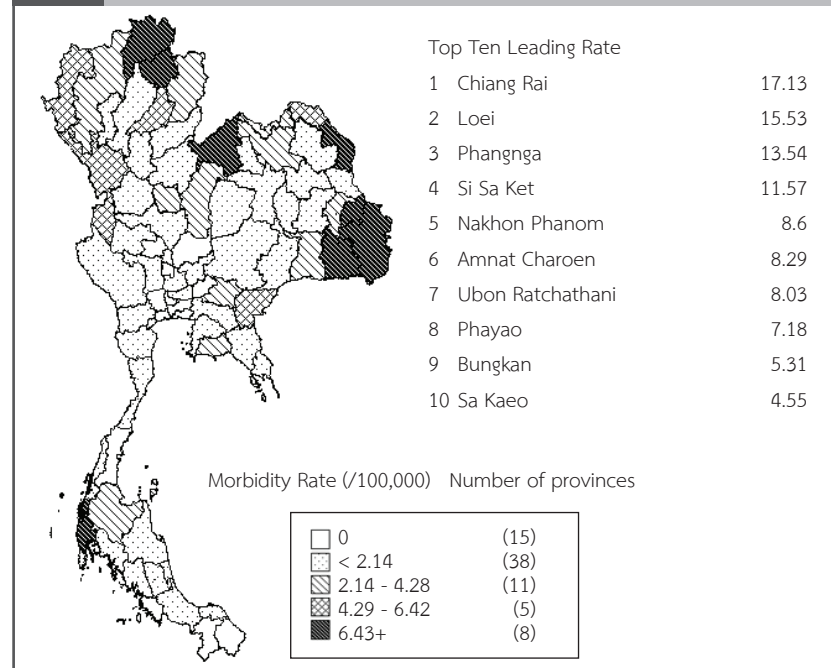 Top Ten Leading Rate
1 Chiang Rai 17.13
2 Loei 15.53
3 Phangnga 13.54
4 Si Sa Ket 11.57
5 Nakhon Phanom 8.6
6 Amnat Charoen 8.29
7 Ubon Ratchathani 8.03
8 Phayao 7.18
9 Bungkan 5.31
10 Sa Kaeo 4.55
Morbidity Rate (/100,000) Number of provinces
0 (15)
< 2.14 (38)
2.14 - 4.28 (11)
4.29 - 6.42 (5)
6.43+ (8)